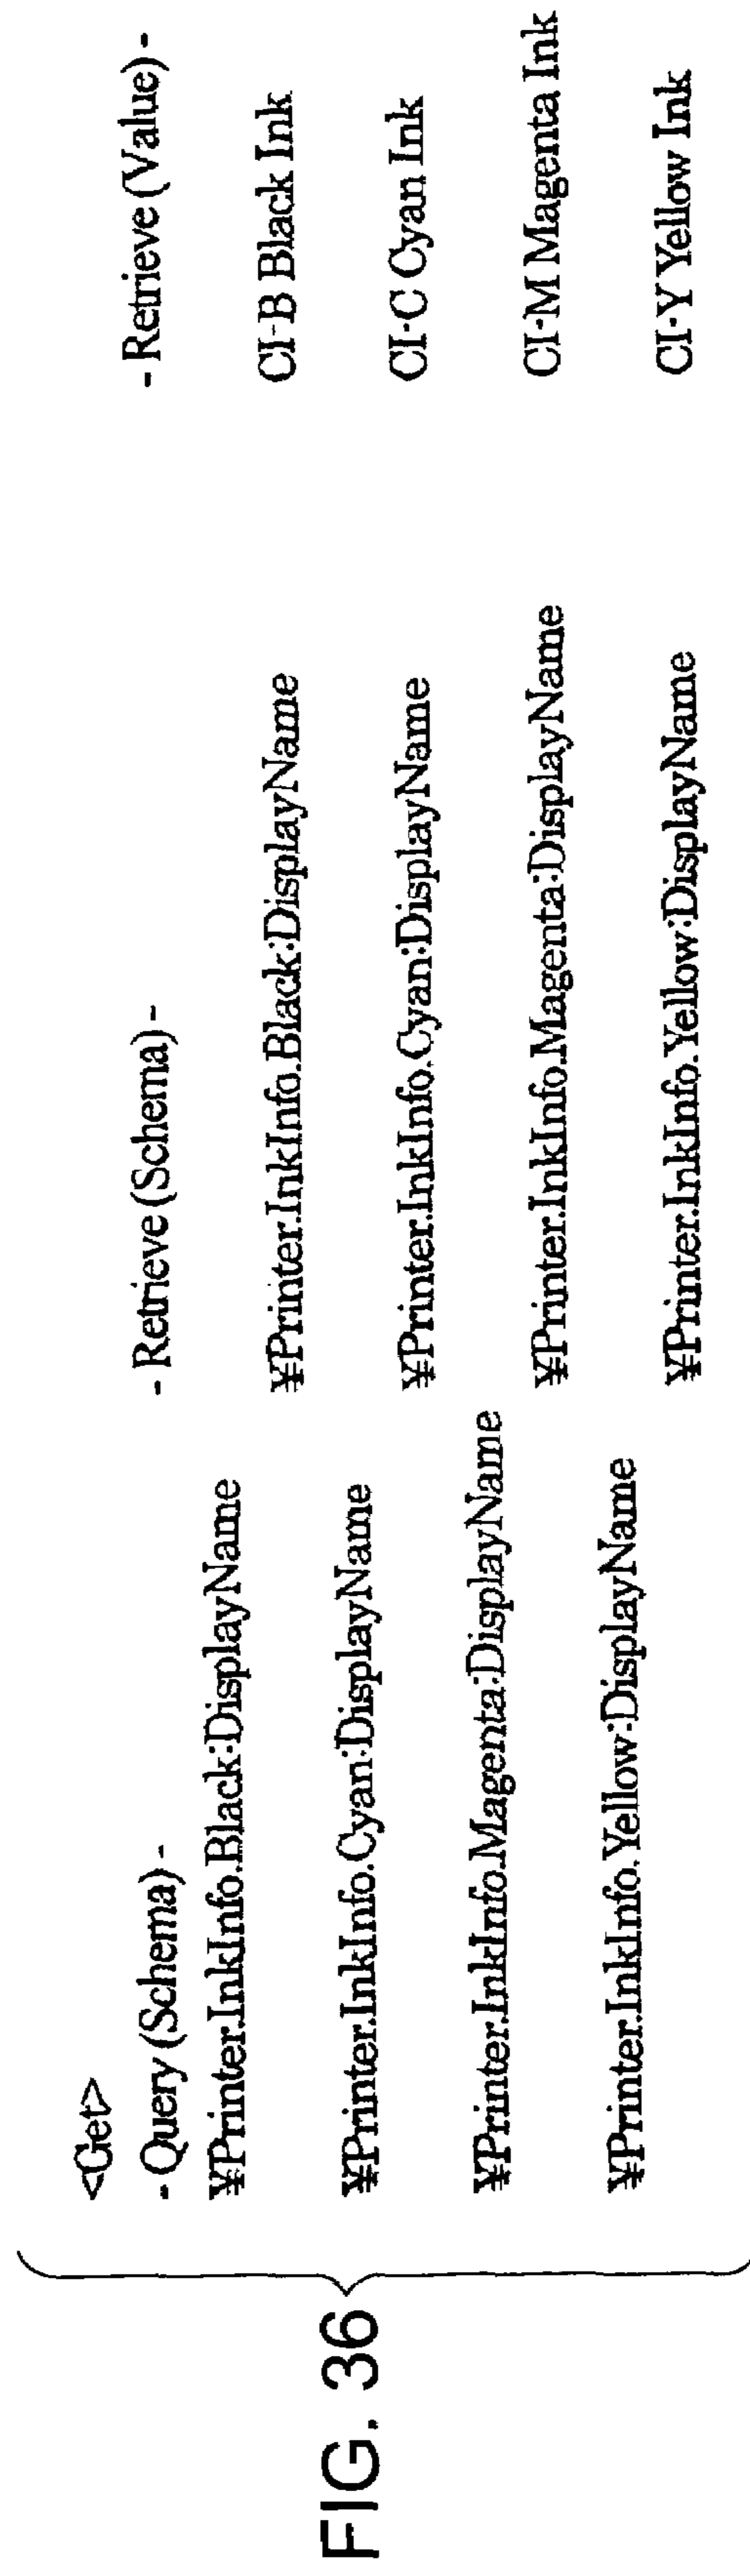 FIG. 36
<Get>
- Query (Schema) - - Retrieve (Schema) - - Retrieve (Value) -
¥Printer.InkInfo.Black:DisplayName ¥Printer.InkInfo.Black:DisplayName CI-B Black Ink
¥Printer.InkInfo.Cyan:DisplayName ¥Printer.InkInfo.Cyan:DisplayName CI-C Cyan Ink
¥Printer.InkInfo.Magenta:DisplayName ¥Printer.InkInfo.Magenta:DisplayName CI-M Magenta Ink
¥Printer.InkInfo.Yellow:DisplayName ¥Printer.InkInfo.Yellow:DisplayName CI-Y Yellow Ink